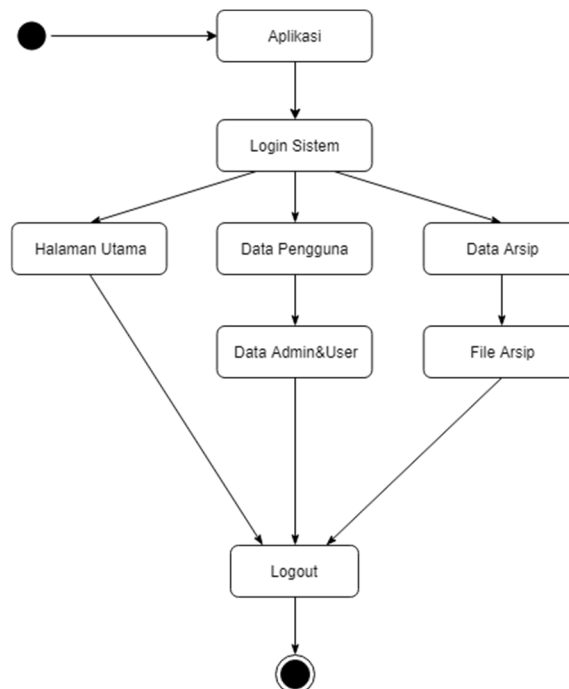 Aplikasi
Login Sistem
Halaman Utama
Data Pengguna
Data Arsip
Data Admin&User
File Arsip
Logout